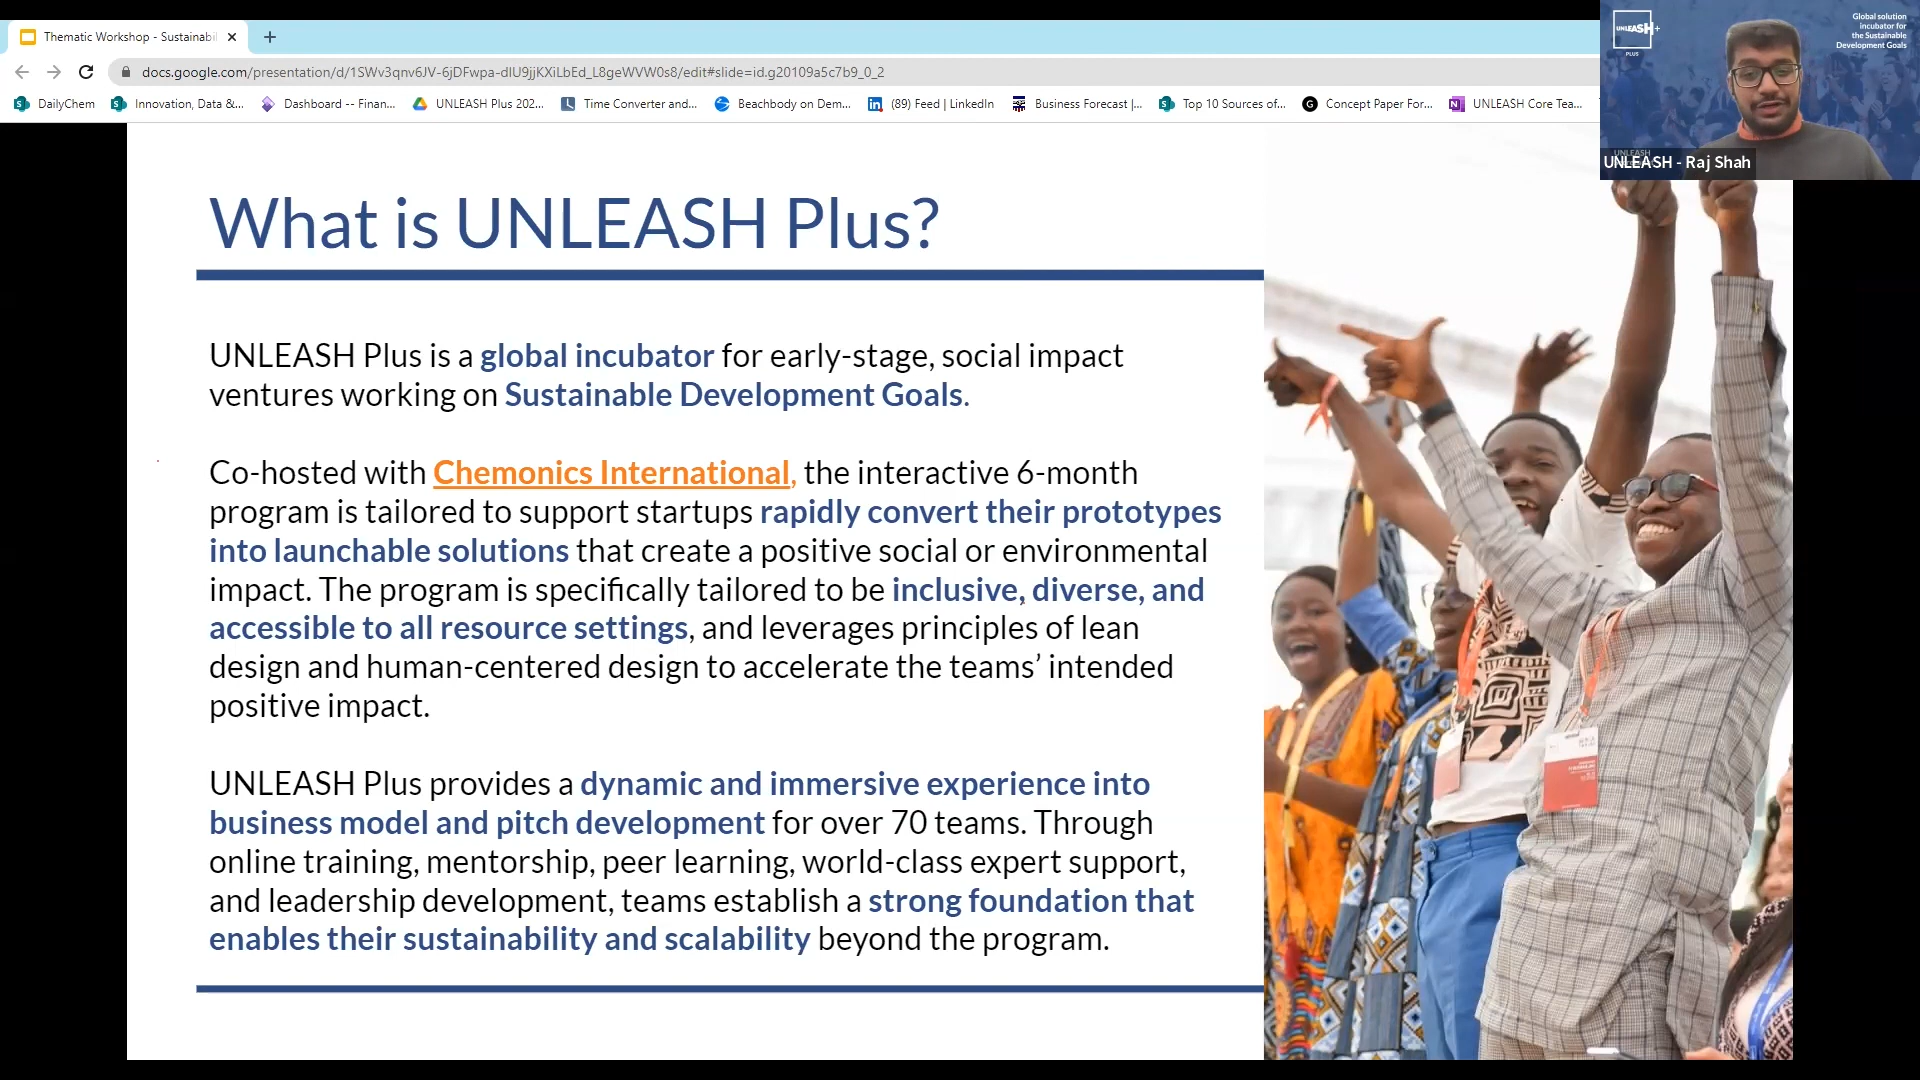 Thematic Workshop - Sustainabi
docs.google.com/presentation/d/1SWv3qnv6JV-6jDFwpa-dIU9jjKXiLbEd_L8geWVW0s8/edit#slide=id.g20109a5c7b9_0_2
DailyChem
Innovation, Data &...
Dashboard -- Finan...
UNLEASH Plus 202...
Time Converter and...
Beachbody on Dem...
(89) Feed | LinkedIn
Business Forecast |...
Top 10 Sources of...
Concept Paper For...
UNLEASH Core Tea...
UNLEASH+
PLUS
Global solution
incubator for
the Sustainable
Development Goals
UNLEASH
UNLEASH - Raj Shah
What is UNLEASH Plus?
UNLEASH Plus is a global incubator for early-stage, social impact
ventures working on Sustainable Development Goals.
Co-hosted with Chemonics International, the interactive 6-month
program is tailored to support startups rapidly convert their prototypes
into launchable solutions that create a positive social or environmental
impact. The program is specifically tailored to be inclusive, diverse, and
accessible to all resource settings, and leverages principles of lean
design and human-centered design to accelerate the teams’ intended
positive impact.
UNLEASH Plus provides a dynamic and immersive experience into
business model and pitch development for over 70 teams. Through
online training, mentorship, peer learning, world-class expert support,
and leadership development, teams establish a strong foundation that
enables their sustainability and scalability beyond the program.